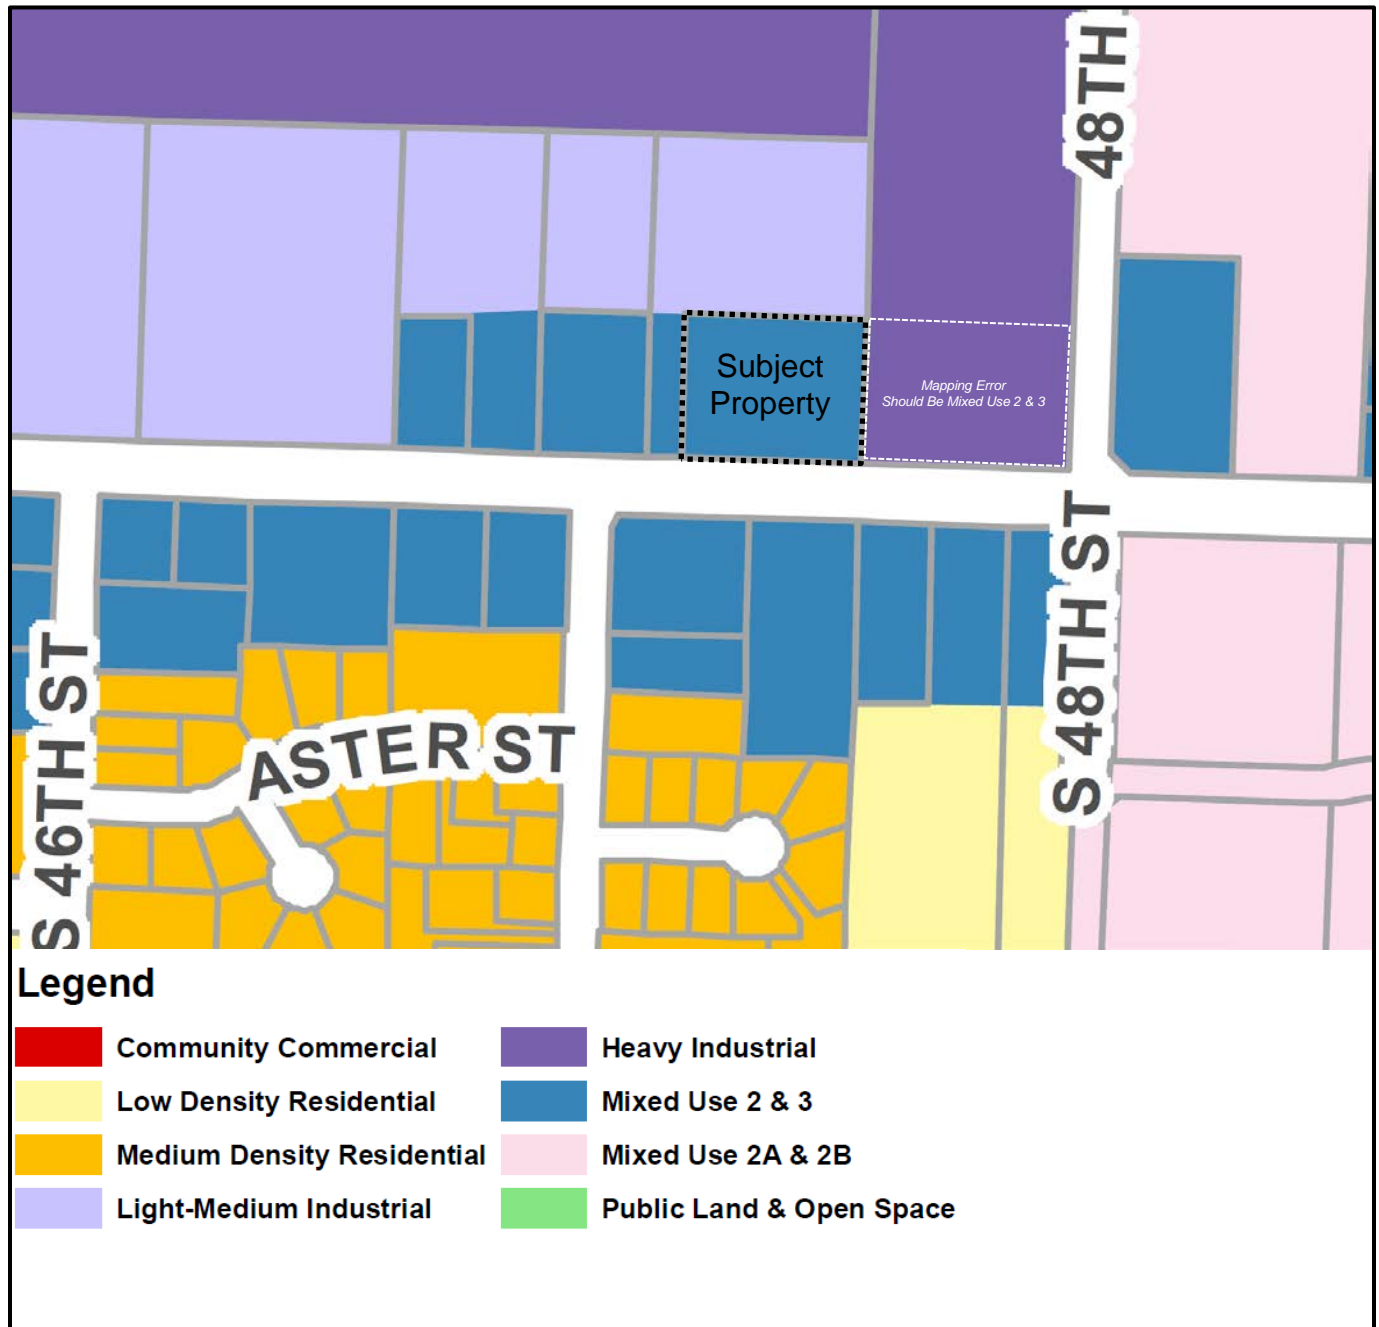 48TH
Subject
Property
Mapping Error
Should Be Mixed Use 2 & 3
S 48TH ST
S 46TH ST
ASTER ST
Legend
Community Commercial
Low Density Residential
Medium Density Residential
Light-Medium Industrial
Heavy Industrial
Mixed Use 2 & 3
Mixed Use 2A & 2B
Public Land & Open Space